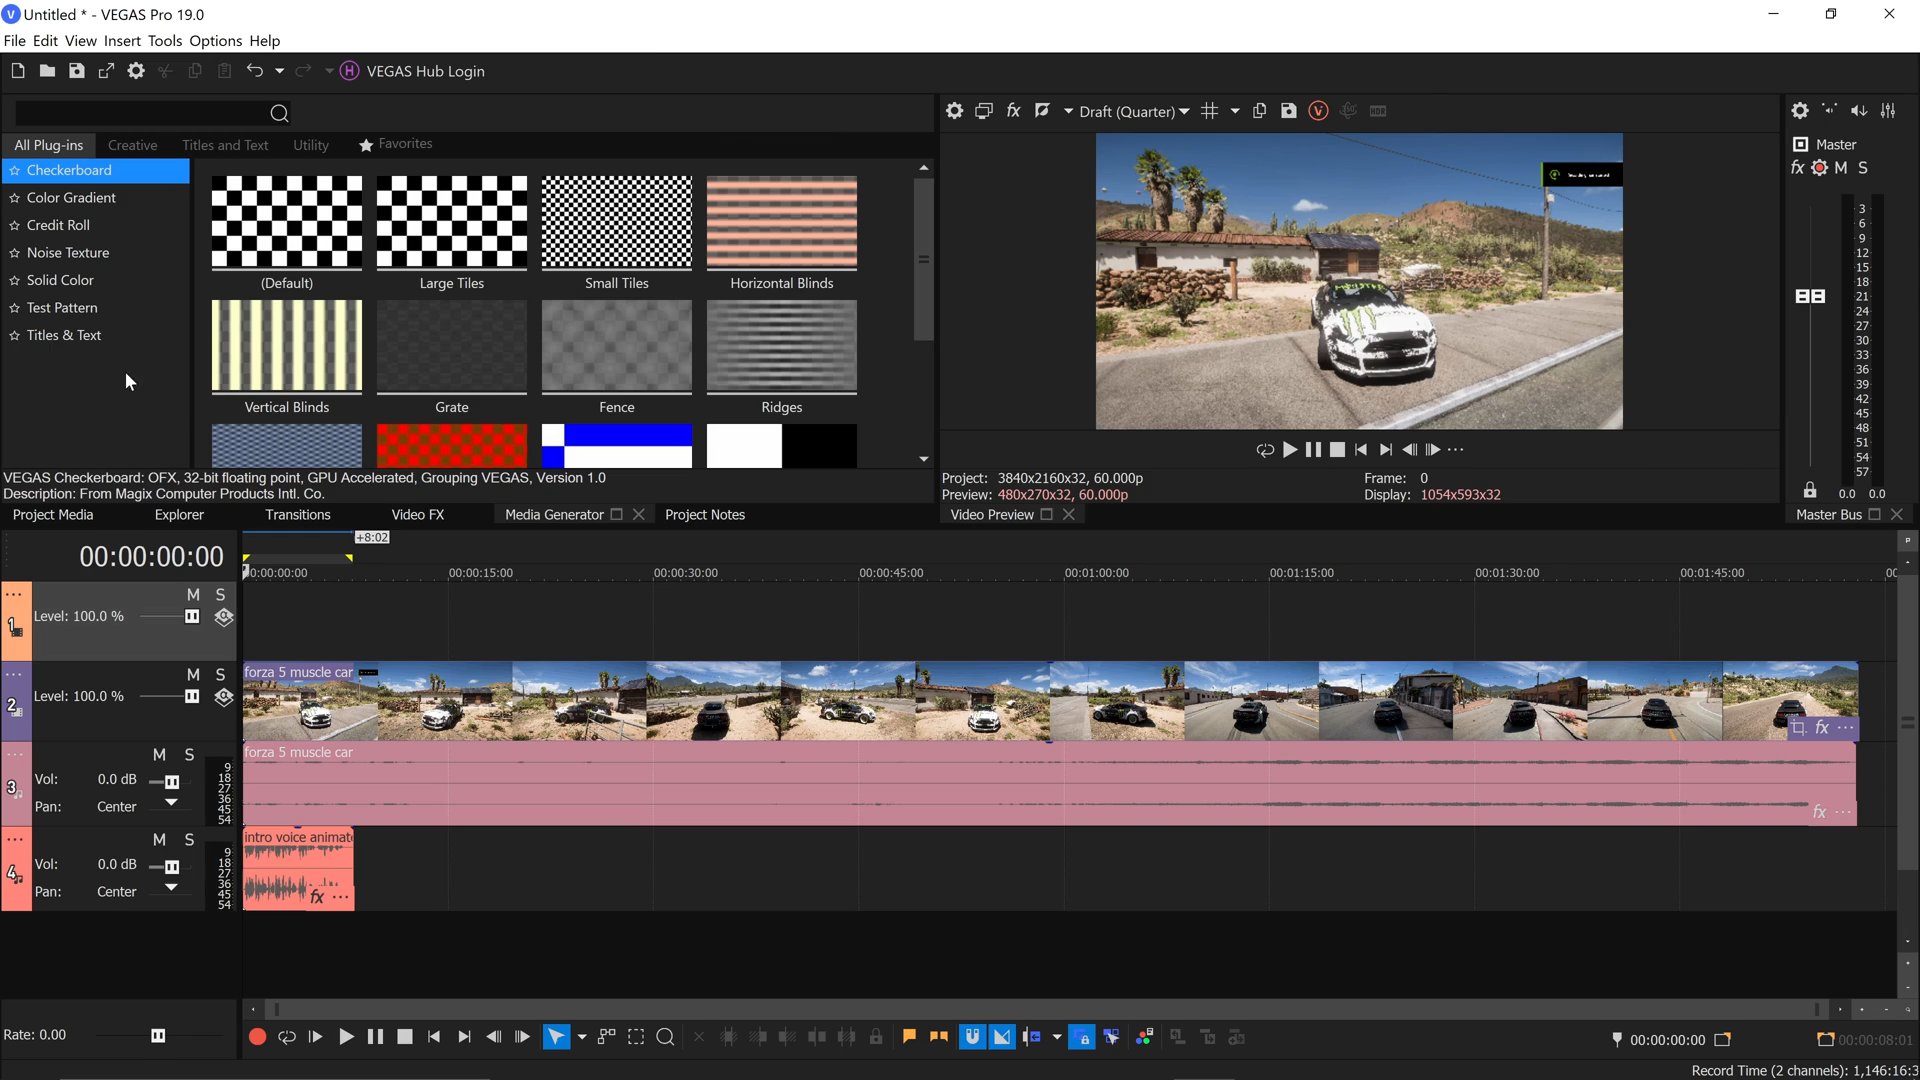 Untitled * - VEGAS Pro 19.0
File Edit View Insert Tools Options Help
VEGAS Hub Login
All Plug-ins Creative Titles and Text Utility Favorites
Checkerboard
Color Gradient
Credit Roll
Noise Texture
Solid Color
Test Pattern
Titles & Text
(Default) Large Tiles Small Tiles Horizontal Blinds
Vertical Blinds Grate Fence Ridges
VEGAS Checkerboard: OFX, 32-bit floating point, GPU Accelerated, Grouping VEGAS, Version 1.0
Description: From Magix Computer Products Intl. Co.
Project Media Explorer Transitions Video FX Media Generator Project Notes
Draft (Quarter)
Project: 3840x2160x32, 60.000p Frame: 0
Preview: 480x270x32, 60.000p Display: 1054x593x32
Video Preview
Master
fx M S
3
6
9
12
15
18
21
24
27
30
33
36
39
42
45
48
51
54
57
0.0 0.0
Master Bus
00:00:00:00
+8:02
00:00:15:00 00:00:30:00 00:00:45:00 00:01:00:00 00:01:15:00 00:01:30:00 00:01:45:00
1
M S
Level: 100.0 %
2
M S
Level: 100.0 %
forza 5 muscle car
fx
3
M S
Vol: 0.0 dB
Pan: Center
9
18
27
36
45
54
forza 5 muscle car
fx
4
M S
Vol: 0.0 dB
Pan: Center
9
18
27
36
45
54
intro voice animat
fx
Rate: 0.00
00:00:00:00 00:00:08:01
Record Time (2 channels): 1,146:16:3